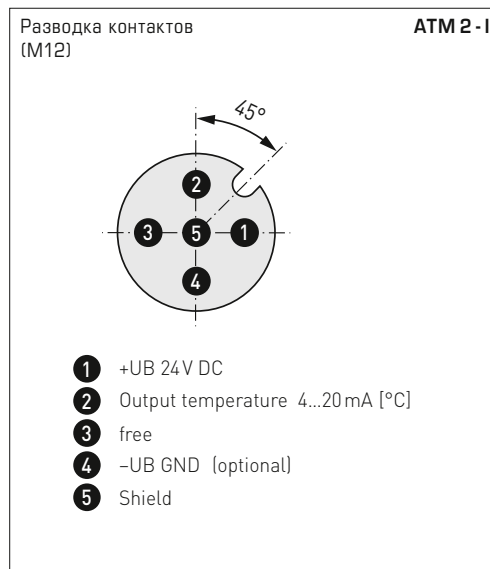 Разводка контактов ATM 2 - I
(M12)
45°
2
3 5 1
4
1 +UB 24 V DC
2 Output temperature 4...20 mA [°C]
3 free
4 –UB GND (optional)
5 Shield